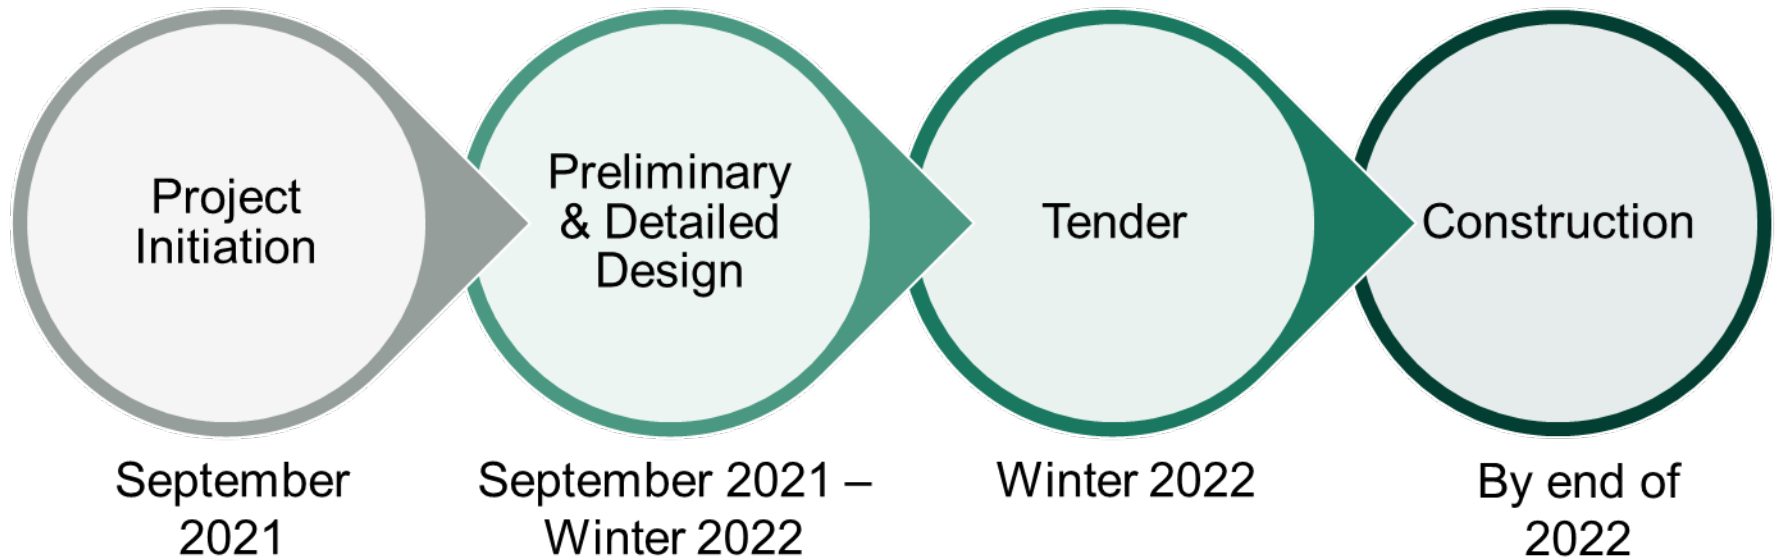 Project
Initiation
Preliminary
& Detailed
Design
Tender
Construction
September
2021
September 2021 –
Winter 2022
Winter 2022
By end of
2022